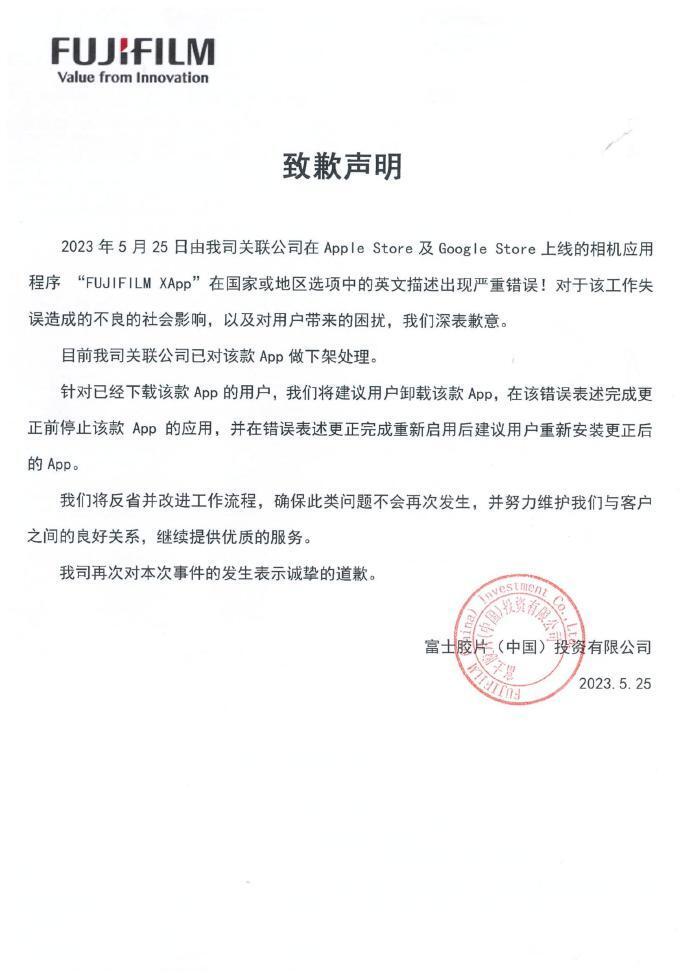 FUJIFILM
Value from Innovation
致歉声明
2023 年 5 月 25 日由我司关联公司在 Apple Store 及 Google Store 上线的相机应用
程序 “FUJIFILM XApp”在国家或地区选项中的英文描述出现严重错误！对于该工作失
误造成的不良的社会影响，以及对用户带来的困扰，我们深表歉意。
目前我司关联公司已对该款 App 做下架处理。
针对已经下载该款 App 的用户，我们将建议用户卸载该款 App，在该错误表述完成更
正前停止该款 App 的应用，并在错误表述更正完成重新启用后建议用户重新安装更正后
的 App。
我们将反省并改进工作流程，确保此类问题不会再次发生，并努力维护我们与客户
之间的良好关系，继续提供优质的服务。
我司再次对本次事件的发生表示诚挚的道歉。
FUJIFILM (China) Investment Co.,Ltd.
富士胶片(中国)投资有限公司
富士胶片（中国）投资有限公司
2023.5.25